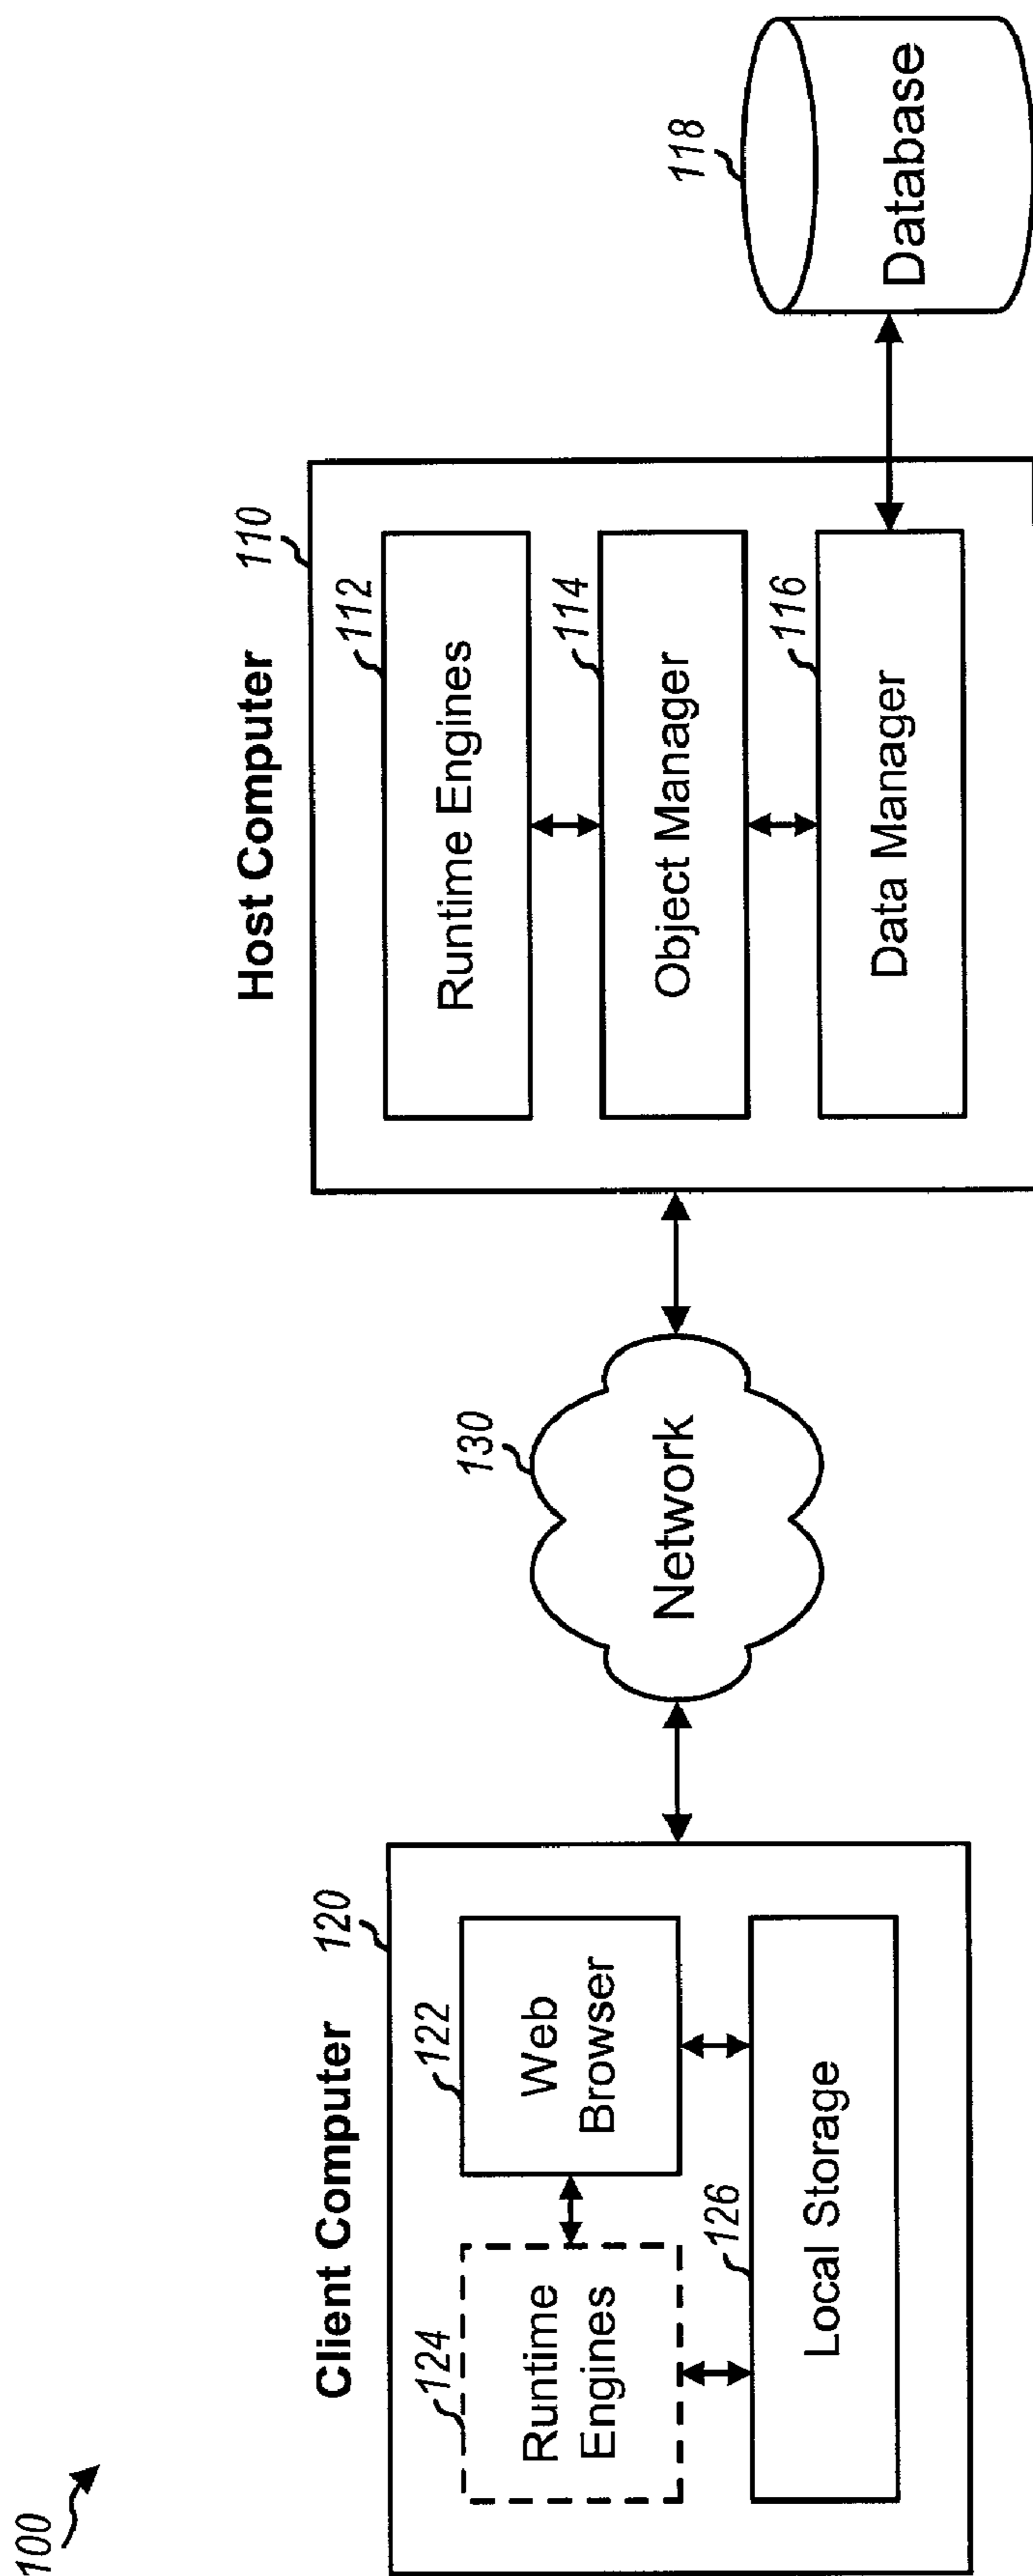 100
Client Computer
120
124
Runtime
Engines
122
Web
Browser
126
Local Storage
130
Network
Host Computer
110
112
Runtime Engines
114
Object Manager
116
Data Manager
118
Database